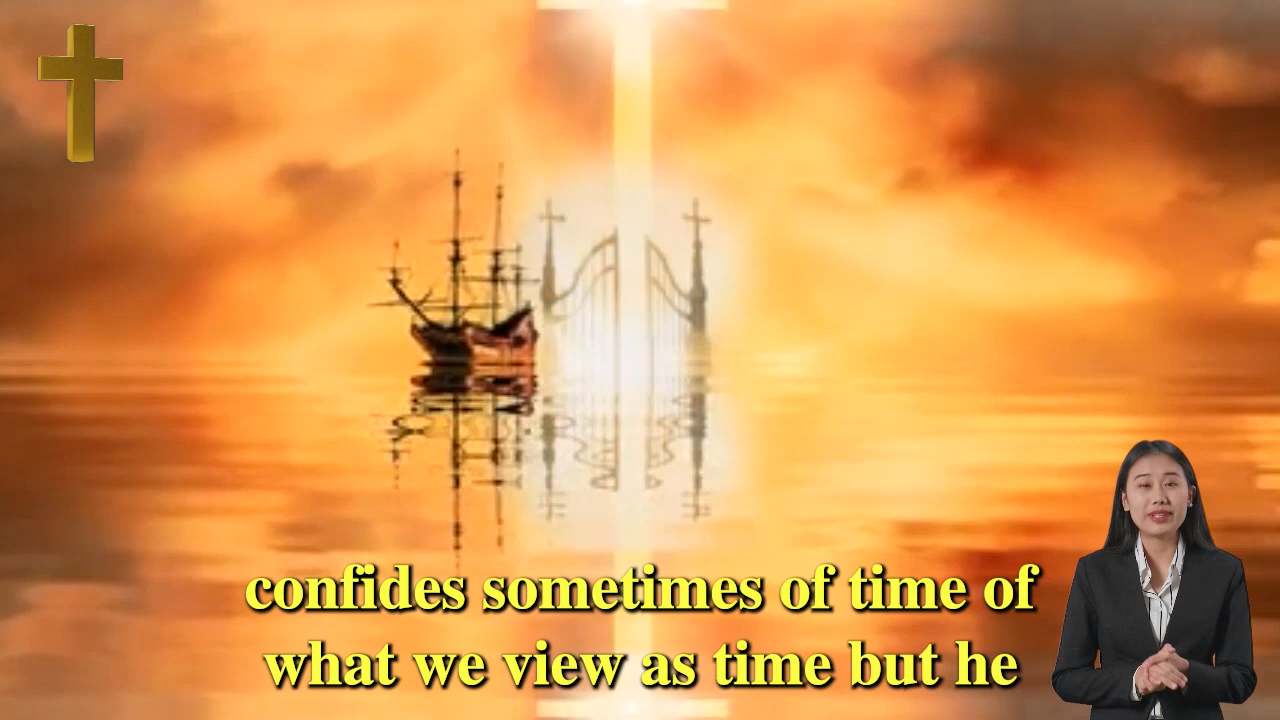 confides sometimes of time of
what we view as time but he